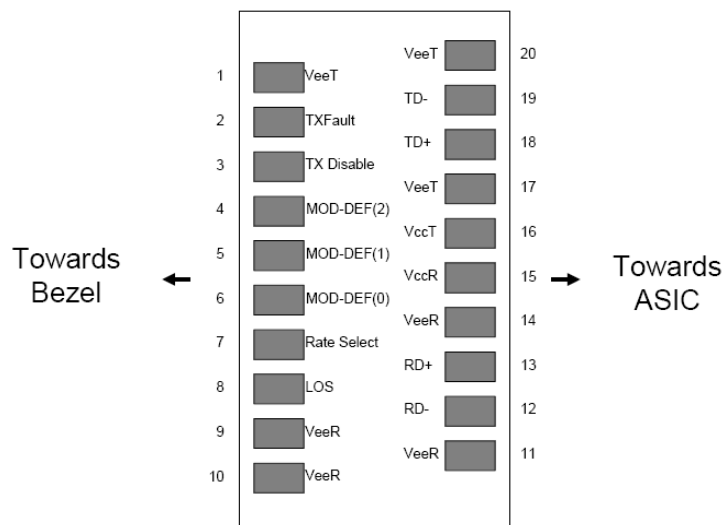 VeeT 20
1 VeeT
TD- 19
2 TXFault
TD+ 18
3 TX Disable
VeeT 17
4 MOD-DEF(2)
VccT 16
5 MOD-DEF(1)
Towards
Bezel
VccR 15
Towards
ASIC
6 MOD-DEF(0)
VeeR 14
7 Rate Select
RD+ 13
8 LOS
RD- 12
9 VeeR
VeeR 11
10 VeeR